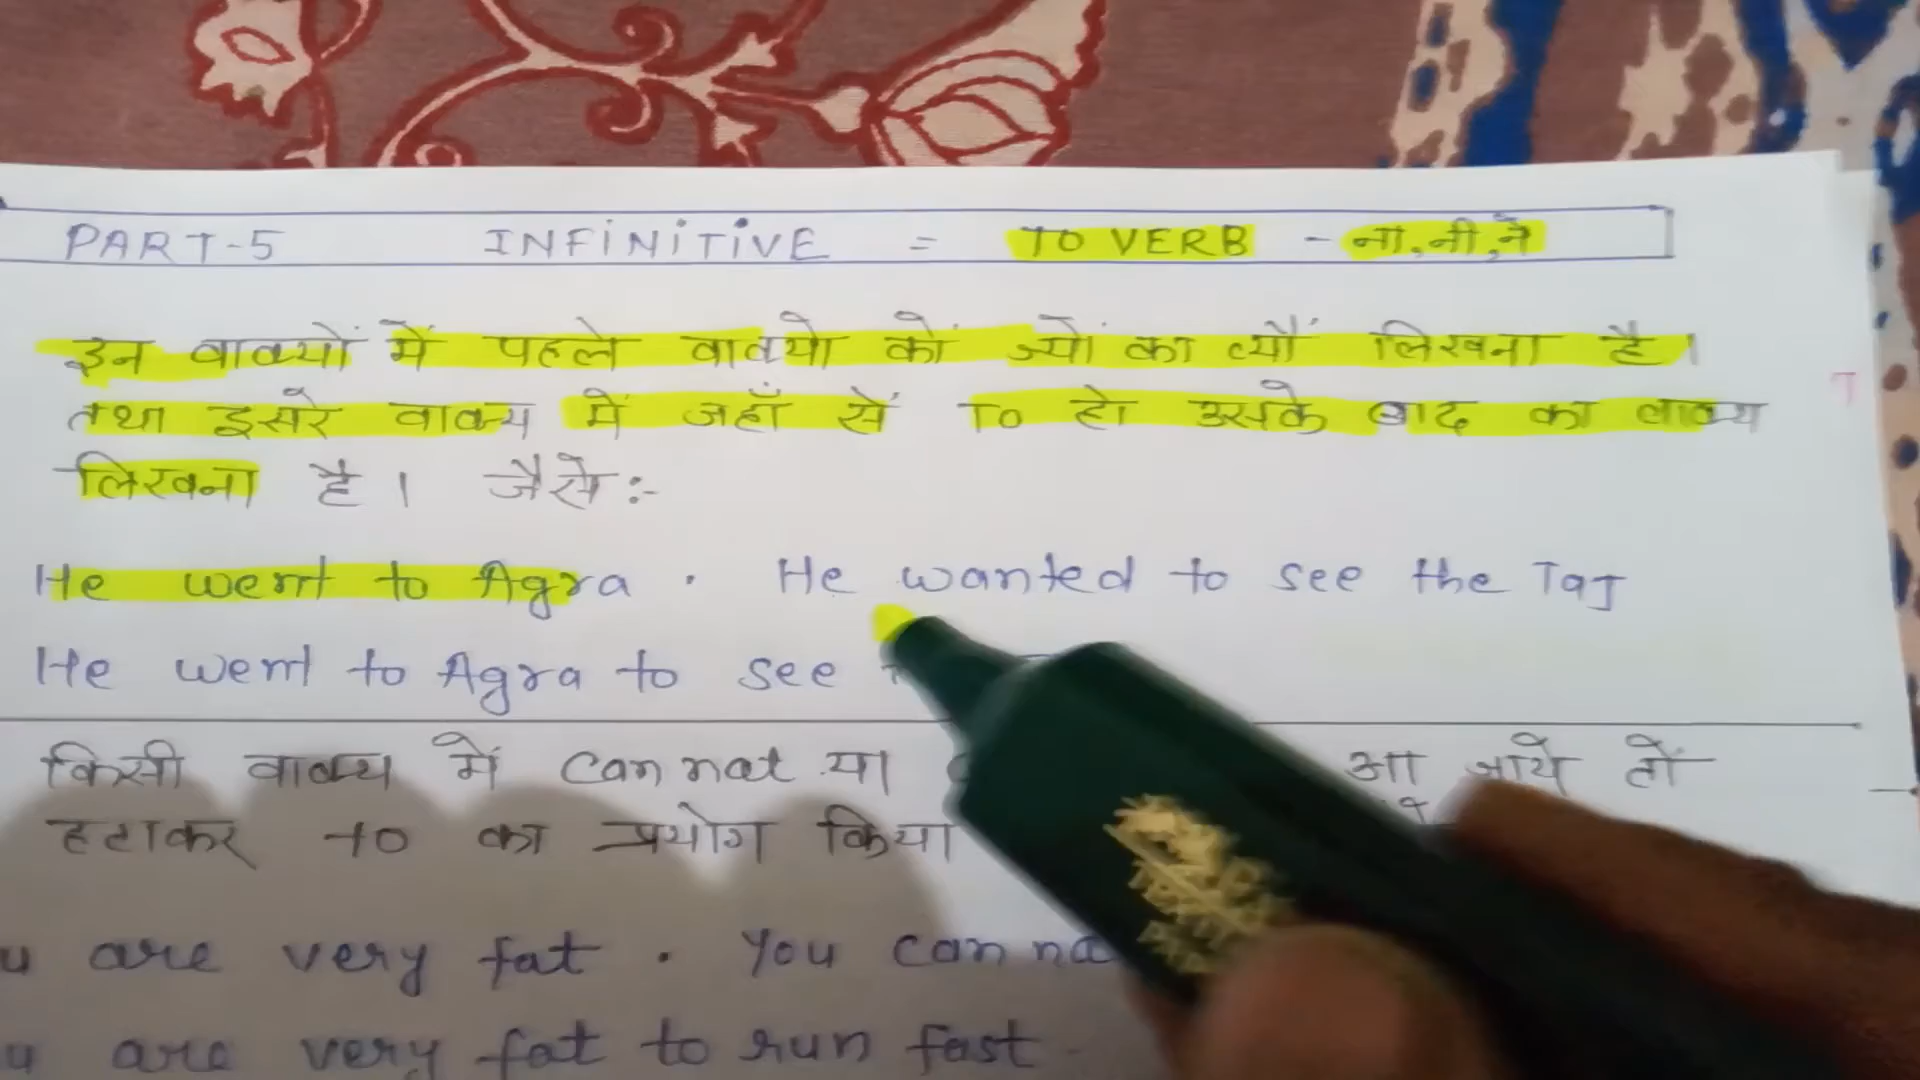 PART-5 INFINITIVE = TO VERB - ना, नी, ने
इन वाक्यों में पहले वाक्यो कों ज्यों का त्यौं लिखना है।
तथा दुसरे वाक्य में जहाँ सें To हो उसके बाद का वाक्य
लिखना है। जैसे:-
He went to Agra . He wanted to see the Taj
He went to Agra to see
किसी वाक्य में Can nat या आ जाये तों
हटाकर to का प्रयोग किया
are very fat . You can
are very fat to run fast